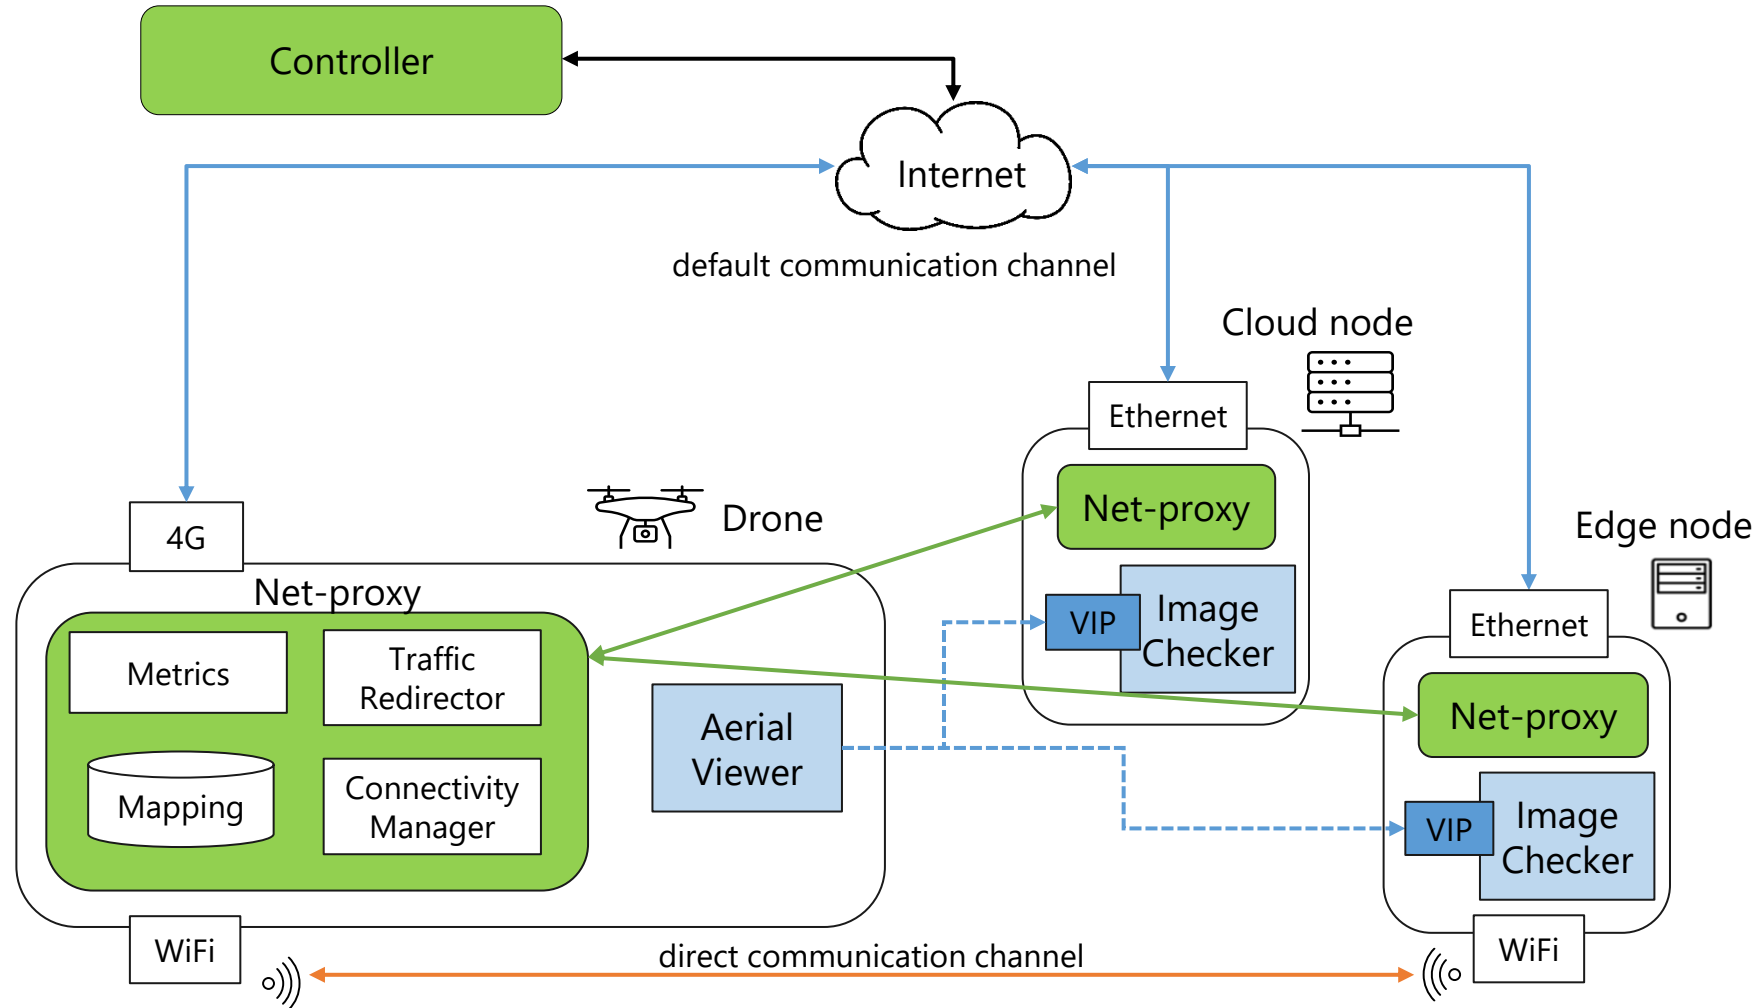 Controller
Internet
default communication channel
Cloud node
Ethernet
Net-proxy
VIP
Image
Checker
Edge node
Ethernet
Net-proxy
VIP
Image
Checker
WiFi
4G
Drone
Net-proxy
Metrics
Traffic
Redirector
Mapping
Connectivity
Manager
Aerial
Viewer
WiFi
direct communication channel